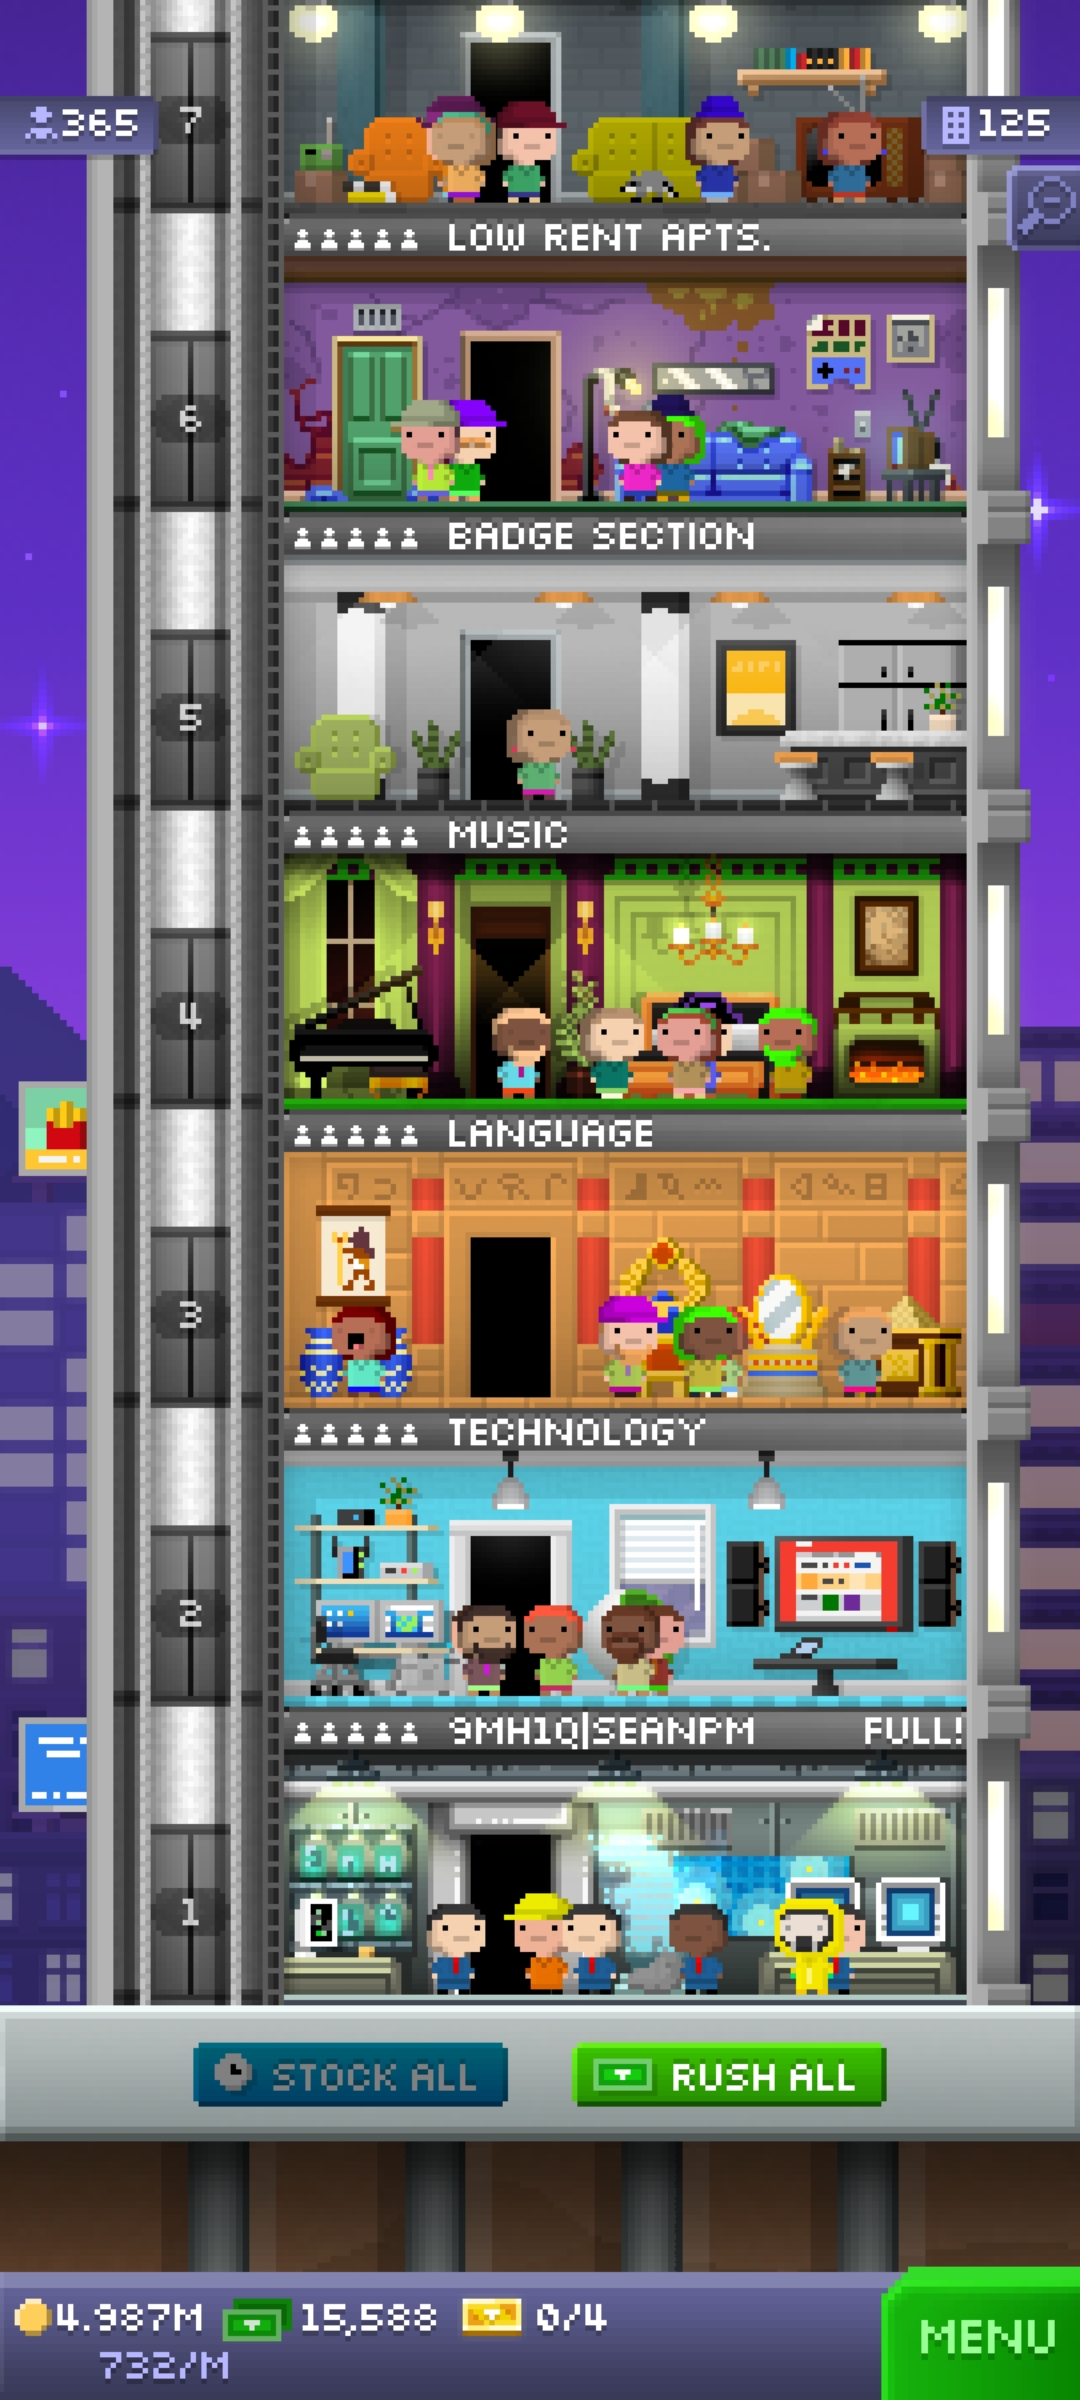 7
365
125
LOW RENT APTS.
6
BADGE SECTION
5
MUSIC
4
LANGUAGE
3
TECHNOLOGY
2
9MH1Q|SEANPM FULL!
1
STOCK ALL
RUSH ALL
4.987M 15,588 0/4
732/M
MENU